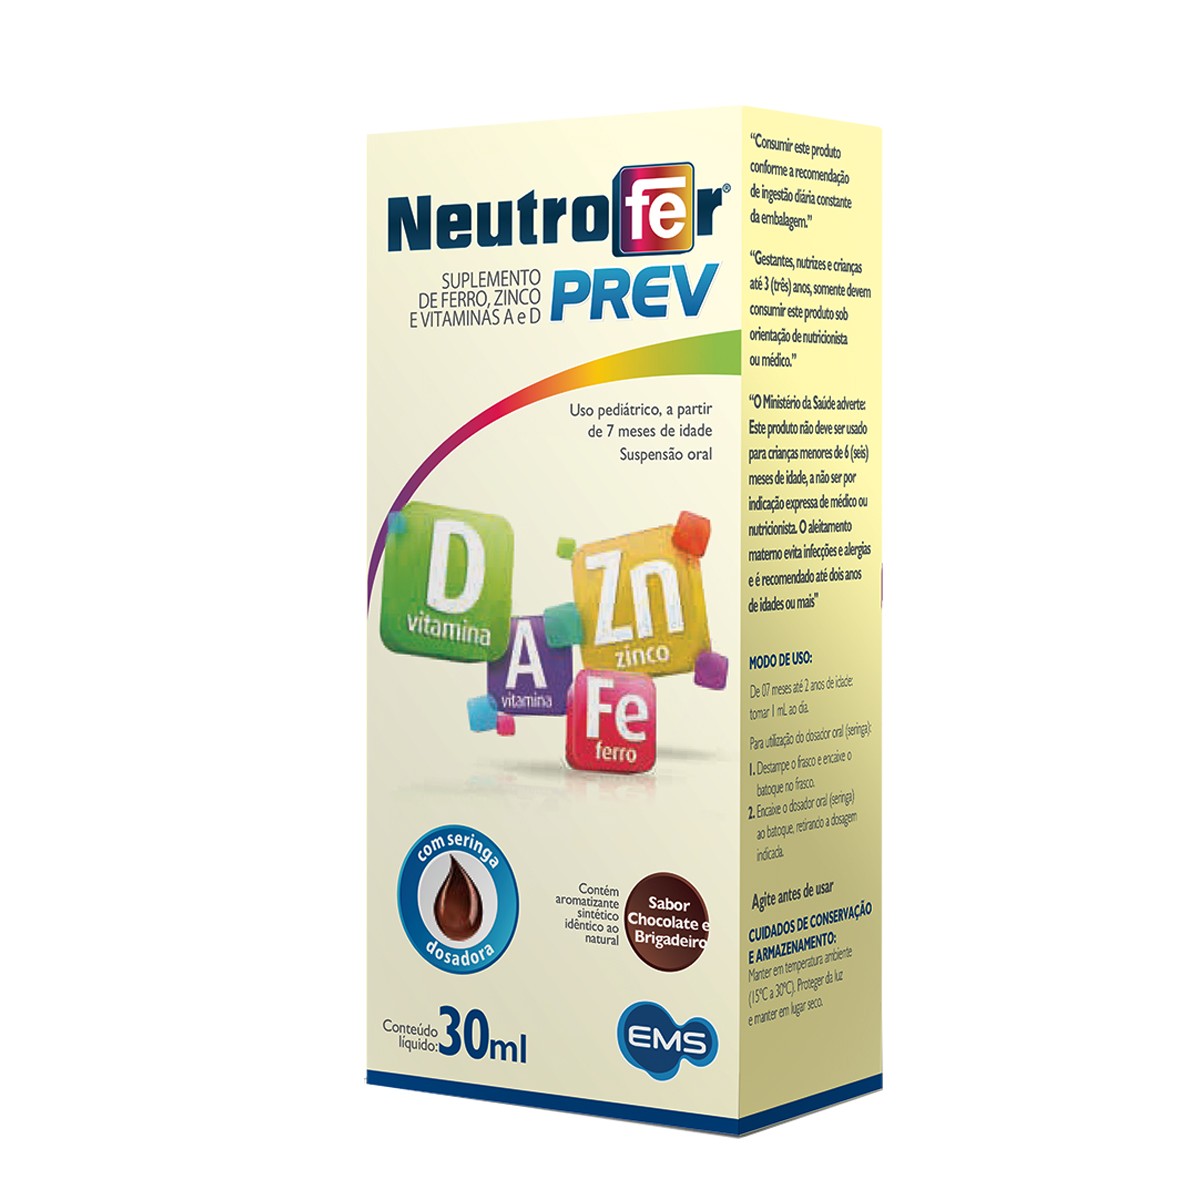 Neutrofer®
SUPLEMENTO
DE FERRO, ZINCO
E VITAMINAS A e D
PREV
Uso pediátrico, a partir
de 7 meses de idade
Suspensão oral
D
vitamina
A
vitamina
Zn
zinco
Fe
ferro
com seringa
dosadora
Contém
aromatizante
sintético
idêntico ao
natural
Sabor
Chocolate e
Brigadeiro
Conteúdo
líquido: 30ml
EMS
"Consumir este produto
conforme a recomendação
de ingestão diária constante
da embalagem."
"Gestantes, nutrizes e crianças
até 3 (três) anos, somente devem
consumir este produto sob
orientação de nutricionista
ou médico."
"O Ministério da Saúde adverte:
Este produto não deve ser usado
para crianças menores de 6 (seis)
meses de idade, a não ser por
indicação expressa de médico ou
nutricionista. O aleitamento
materno evita infecções e alergias
e é recomendado até dois anos
de idades ou mais"
MODO DE USO:
De 07 meses até 2 anos de idade:
tomar 1 mL ao dia.
Para utilização do dosador oral (seringa):
1. Destampe o frasco e encaixe o
batoque no frasco.
2. Encaixe o dosador oral (seringa)
ao batoque, retirando a dosagem
indicada.
Agite antes de usar
CUIDADOS DE CONSERVAÇÃO
E ARMAZENAMENTO:
Manter em temperatura ambiente
(15ºC a 30ºC). Proteger da luz
e manter em lugar seco.